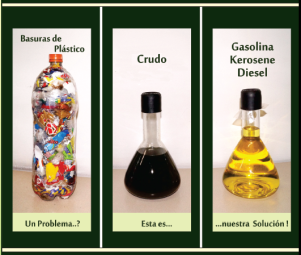 Basuras de
Plástico
Un Problema..?
Crudo
Esta es...
Gasolina
Kerosene
Diesel
...nuestra Solución !